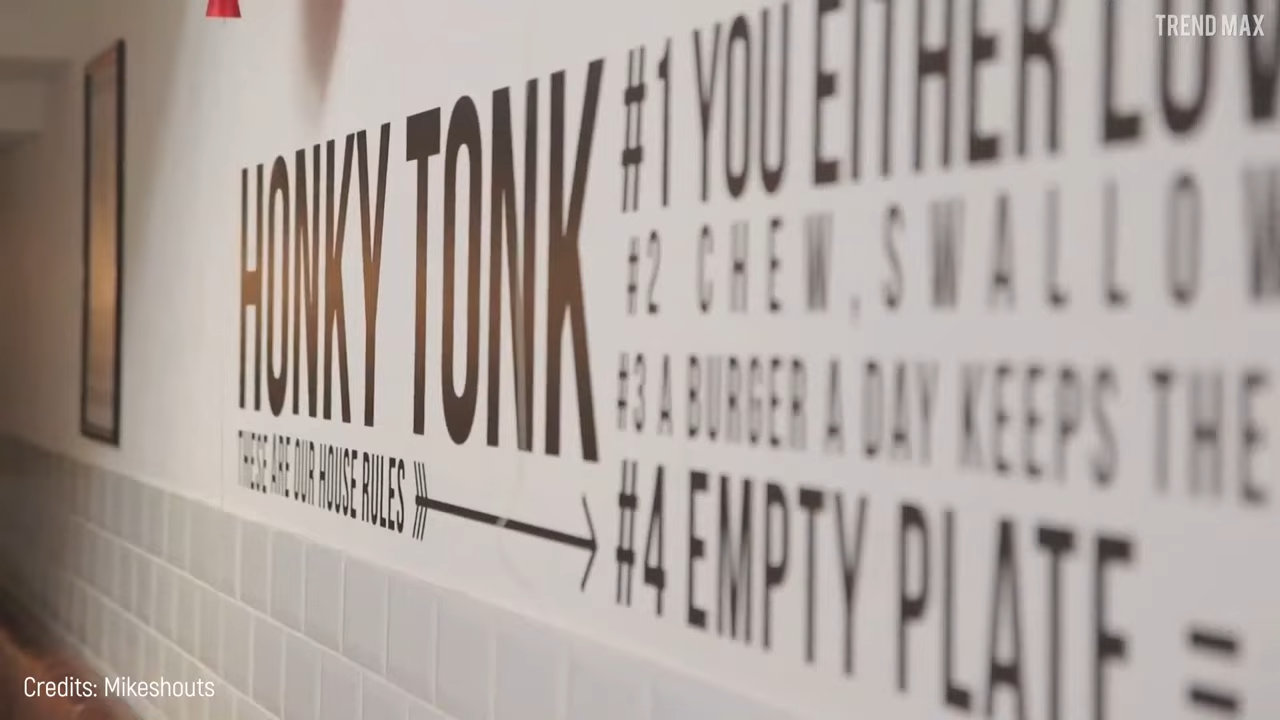 TREND MAX
HONKY TONK
THESE ARE OUR HOUSE RULES
#1 YOU EITHER
#2 CHEW, SWALLOW
#3 A BURGER A DAY KEEPS THE
#4 EMPTY PLATE =
Credits: Mikeshouts